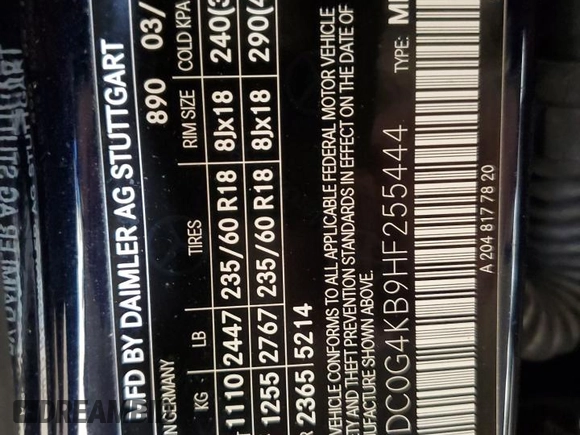 MFD BY DAIMLER AG STUTTGART
IN GERMANY 890 03/
KG LB TIRES RIM SIZE COLD KPA
1110 2447 235/60 R18 8Jx18 240(3
1255 2767 235/60 R18 8Jx18 290(4
2365 5214
VEHICLE CONFORMS TO ALL APPLICABLE FEDERAL MOTOR VEHICLE
AND THEFT PREVENTION STANDARDS IN EFFECT ON THE DATE OF
SHOWN ABOVE.
DC0G4KB9HF255444 TYPE:
A 204 817 78 20